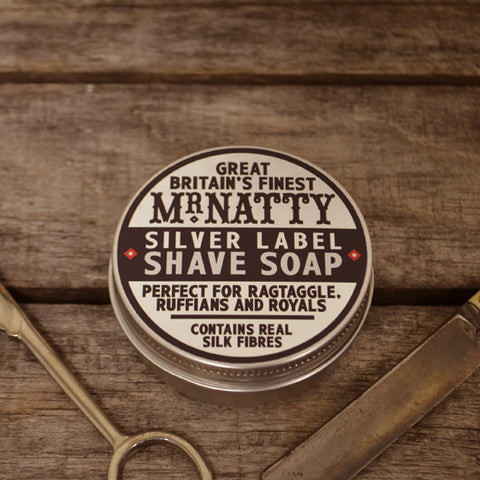 GREAT
BRITAIN'S FINEST
MR. NATTY
SILVER LABEL
SHAVE SOAP
PERFECT FOR RAGTAGGLE,
RUFFIANS AND ROYALS
CONTAINS REAL
SILK FIBRES